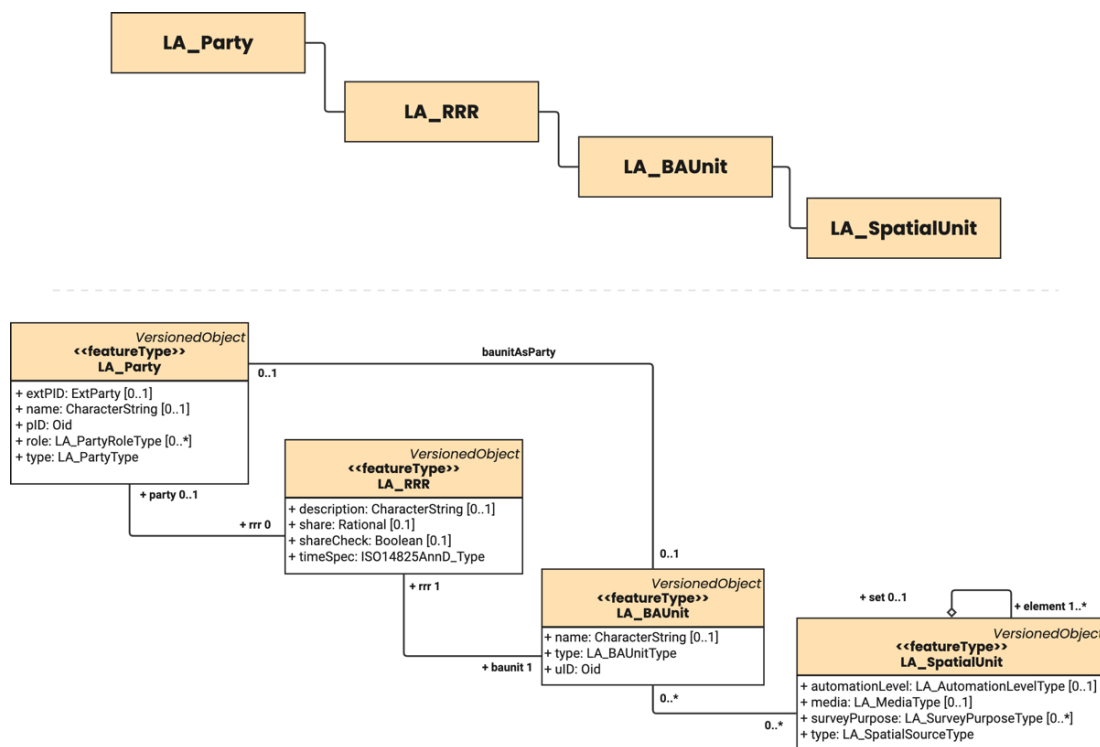 LA_Party
LA_RRR
LA_BAUnit
LA_SpatialUnit
VersionedObject
<<featureType>>
LA_Party
+ extPID: ExtParty [0..1]
+ name: CharacterString [0..1]
+ pID: Oid
+ role: LA_PartyRoleType [0..*]
+ type: LA_PartyType
baunitAsParty
0..1
+ party 0..1
+ rrr 0
VersionedObject
<<featureType>>
LA_RRR
+ description: CharacterString [0..1]
+ share: Rational [0.1]
+ shareCheck: Boolean [0.1]
+ timeSpec: ISO14825AnnD_Type
+ rrr 1
+ baunit 1
0..1
VersionedObject
<<featureType>>
LA_BAUnit
+ name: CharacterString [0..1]
+ type: LA_BAUnitType
+ uID: Oid
0..*
0..*
+ set 0..1
+ element 1..*
VersionedObject
<<featureType>>
LA_SpatialUnit
+ automationLevel: LA_AutomationLevelType [0..1]
+ media: LA_MediaType [0..1]
+ surveyPurpose: LA_SurveyPurposeType [0..*]
+ type: LA_SpatialSourceType